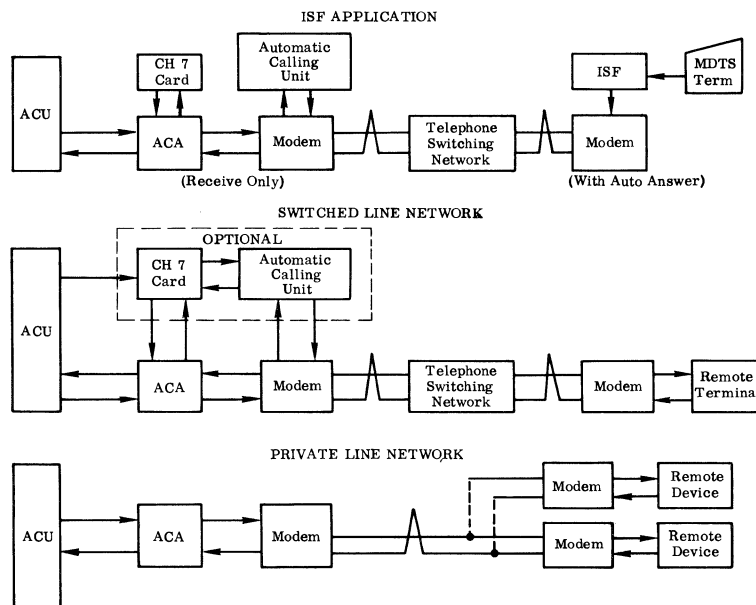 ISF APPLICATION
ACU
CH 7
Card
Automatic
Calling
Unit
ISF
MDTS
Term
ACA
Modem
Telephone
Switching
Network
Modem
(Receive Only)
(With Auto Answer)
SWITCHED LINE NETWORK
OPTIONAL
ACU
CH 7
Card
Automatic
Calling
Unit
ACA
Modem
Telephone
Switching
Network
Modem
Remote
Terminal
PRIVATE LINE NETWORK
ACU
ACA
Modem
Modem
Remote
Device
Modem
Remote
Device